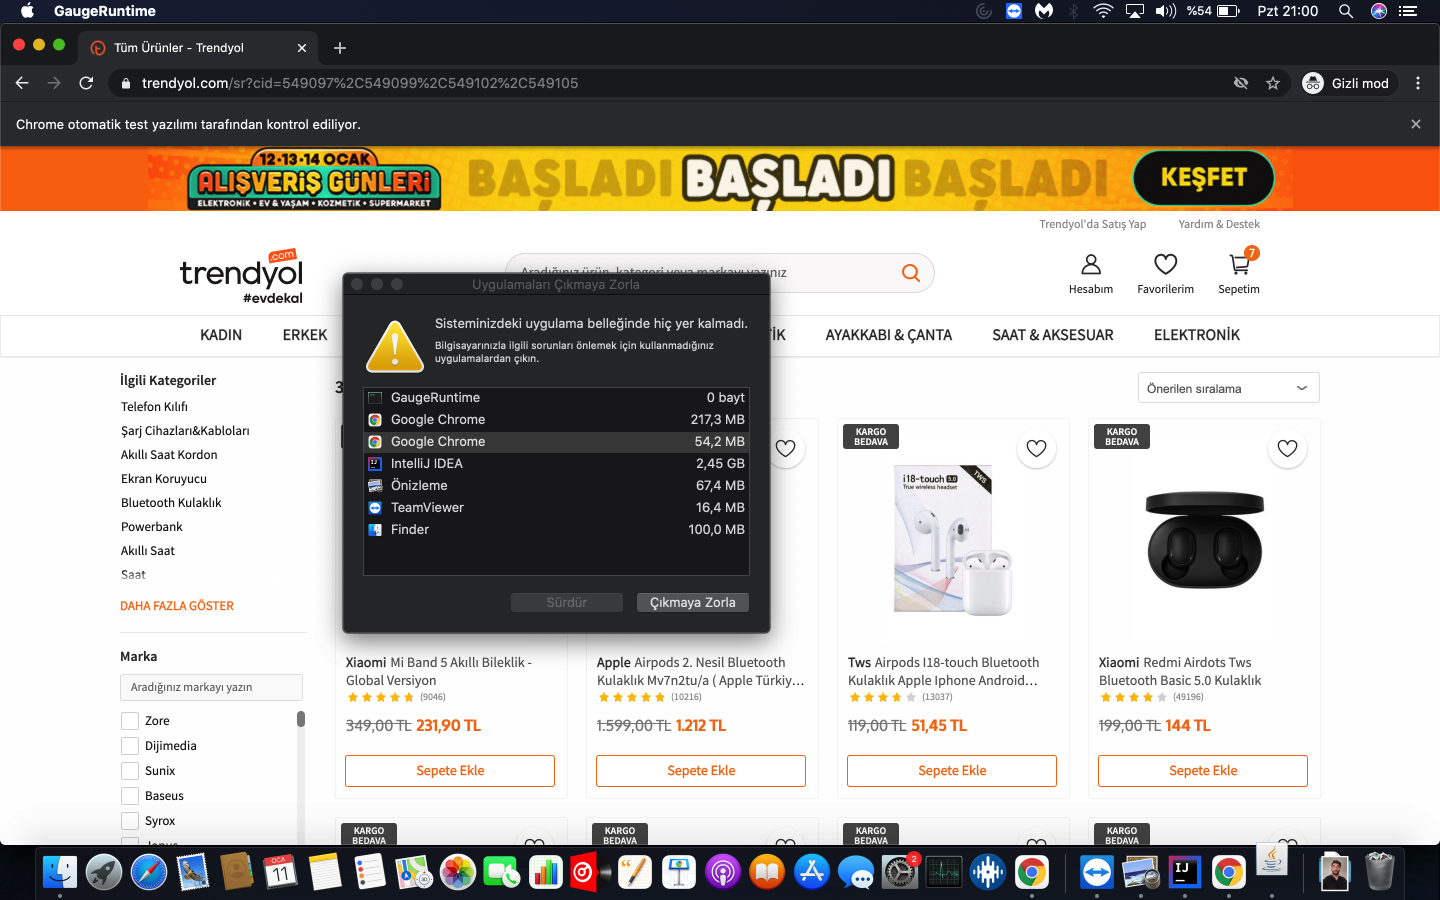 GaugeRuntime
%54
Pzt 21:00
Tüm Ürünler - Trendyol
trendyol.com/sr?cid=549097%2C549099%2C549102%2C549105
Gizli mod
Chrome otomatik test yazılımı tarafından kontrol ediliyor.
12-13-14 OCAK
ALIŞVERİŞ GÜNLERİ
ELEKTRONİK • EV & YAŞAM • KOZMETİK • SÜPERMARKET
BAŞLADI BAŞLADI BAŞLADI
KEŞFET
Trendyol'da Satış Yap
Yardım & Destek
trendyol
.com
#evdekal
Aradığınız ürün, kategori veya markayı yazınız
Hesabım
Favorilerim
7
Sepetim
KADIN
ERKEK
İK
AYAKKABI & ÇANTA
SAAT & AKSESUAR
ELEKTRONİK
Uygulamaları Çıkmaya Zorla
Sisteminizdeki uygulama belleğinde hiç yer kalmadı.
Bilgisayarınızla ilgili sorunları önlemek için kullanmadığınız
uygulamalardan çıkın.
GaugeRuntime 0 bayt
Google Chrome 217,3 MB
Google Chrome 54,2 MB
IntelliJ IDEA 2,45 GB
Önizleme 67,4 MB
TeamViewer 16,4 MB
Finder 100,0 MB
Sürdür
Çıkmaya Zorla
İlgili Kategoriler
Telefon Kılıfı
Şarj Cihazları&Kabloları
Akıllı Saat Kordon
Ekran Koruyucu
Bluetooth Kulaklık
Powerbank
Akıllı Saat
Saat
DAHA FAZLA GÖSTER
Marka
Aradığınız markayı yazın
Zore
Dijimedia
Sunix
Baseus
Syrox
3
Önerilen sıralama
KARGO
BEDAVA
i18-touch 5.0
True wireless headset
TWS
KARGO
BEDAVA
Xiaomi Mi Band 5 Akıllı Bileklik -
Global Versiyon
(9046)
349,00 TL 231,90 TL
Sepete Ekle
Apple Airpods 2. Nesil Bluetooth
Kulaklık Mv7n2tu/a ( Apple Türkiy...
(10216)
1.599,00 TL 1.212 TL
Sepete Ekle
Tws Airpods I18-touch Bluetooth
Kulaklık Apple Iphone Android...
(13037)
119,00 TL 51,45 TL
Sepete Ekle
Xiaomi Redmi Airdots Tws
Bluetooth Basic 5.0 Kulaklık
(49196)
199,00 TL 144 TL
Sepete Ekle
KARGO
BEDAVA
KARGO
BEDAVA
KARGO
BEDAVA
KARGO
BEDAVA
OCA
11
2
IJ